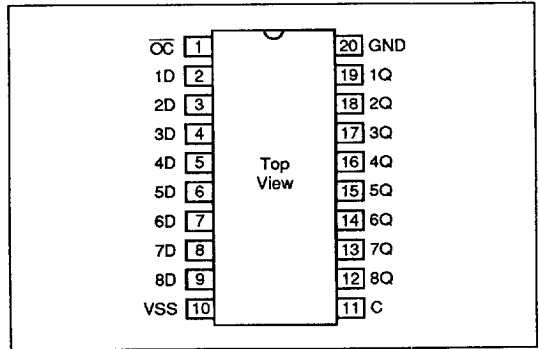 O̅C̅ 1 20 GND
1D 2 19 1Q
2D 3 18 2Q
3D 4 17 3Q
4D 5 16 4Q
5D 6 15 5Q
6D 7 14 6Q
7D 8 13 7Q
8D 9 12 8Q
VSS 10 11 C
Top
View